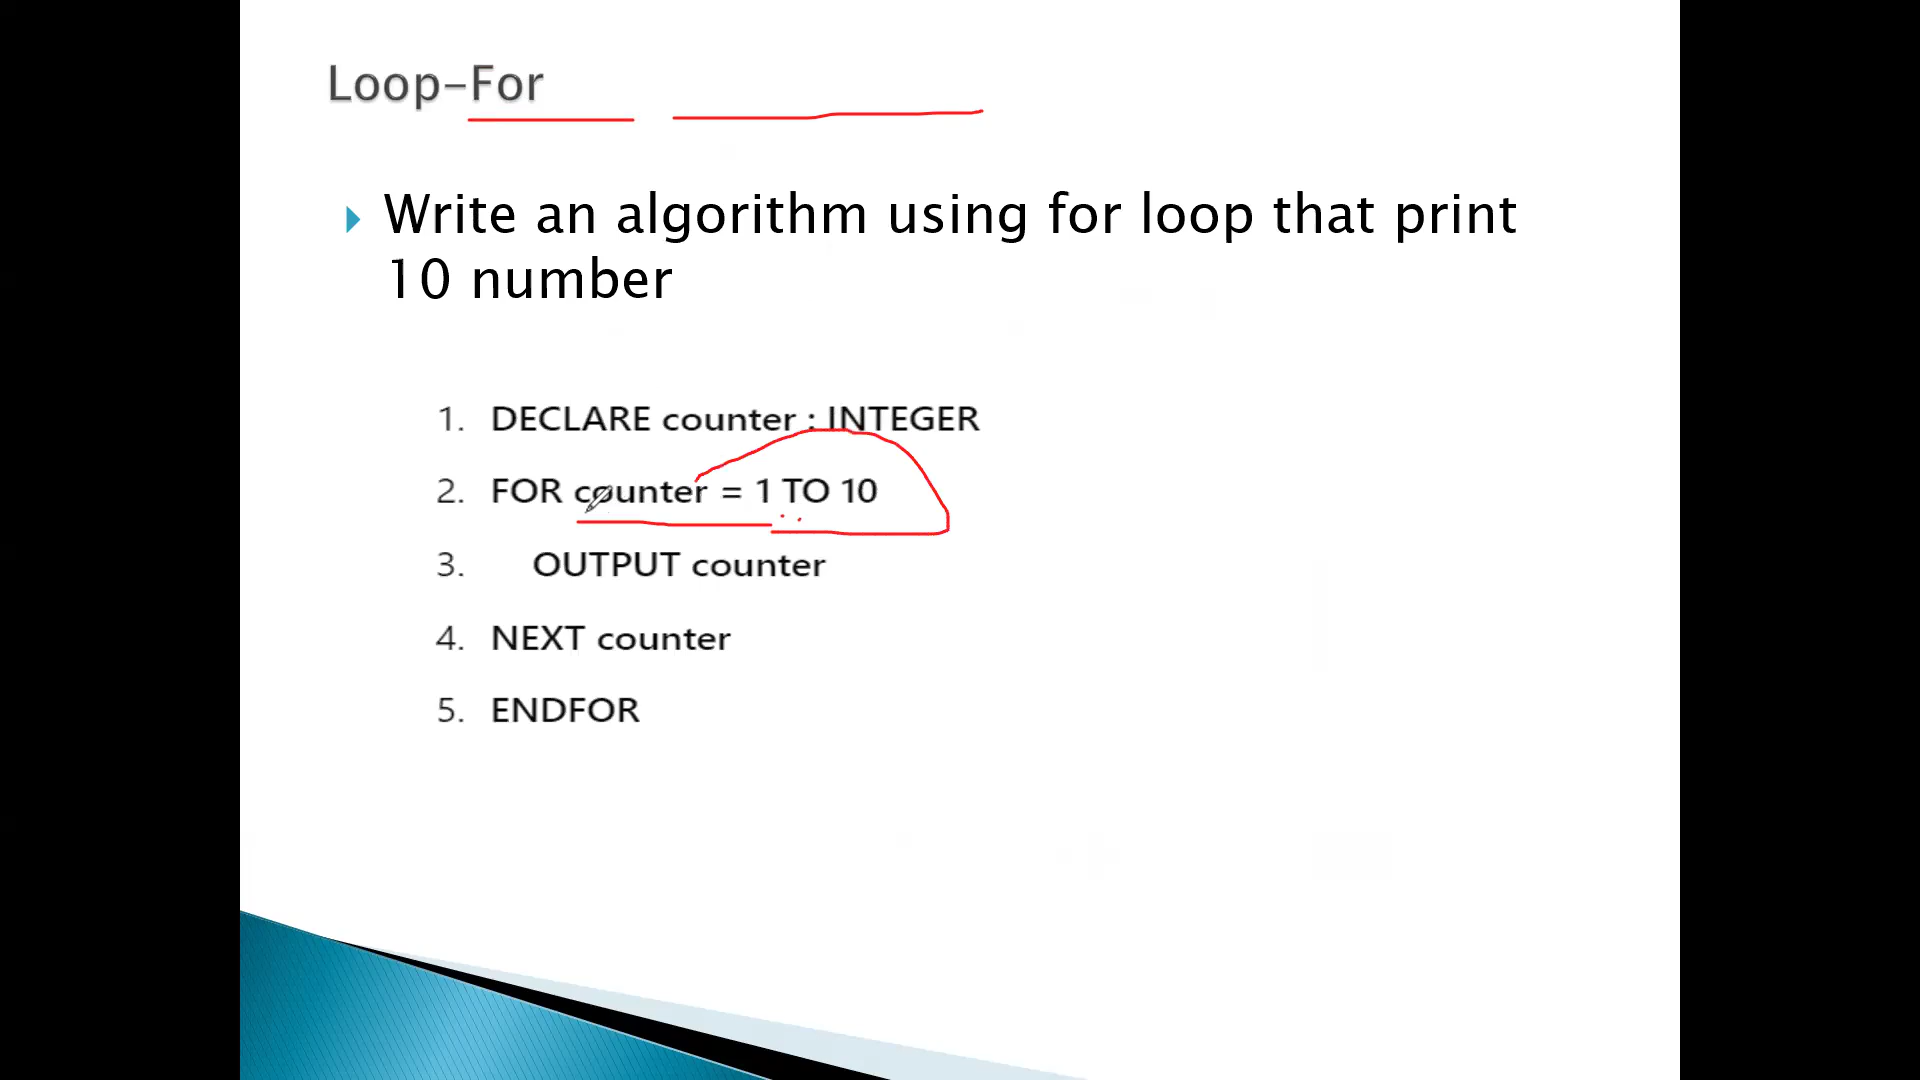 Loop-For
Write an algorithm using for loop that print
10 number
1. DECLARE counter : INTEGER
2. FOR counter = 1 TO 10
3. OUTPUT counter
4. NEXT counter
5. ENDFOR